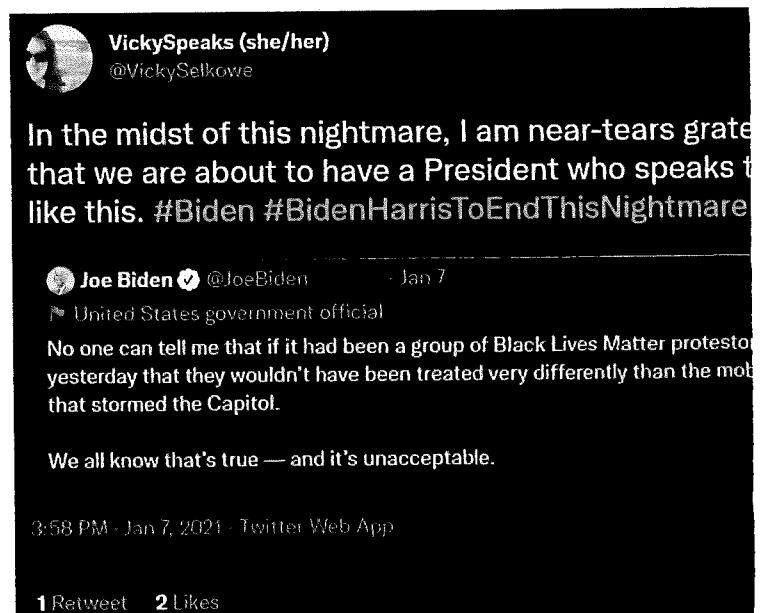 VickySpeaks (she/her)
@VickySelkowe
In the midst of this nightmare, I am near-tears grate
that we are about to have a President who speaks t
like this. #Biden #BidenHarrisToEndThisNightmare
Joe Biden @JoeBiden · Jan 7
United States government official
No one can tell me that if it had been a group of Black Lives Matter protesto
yesterday that they wouldn't have been treated very differently than the mob
that stormed the Capitol.
We all know that's true — and it's unacceptable.
3:58 PM · Jan 7, 2021 · Twitter Web App
1 Retweet 2 Likes